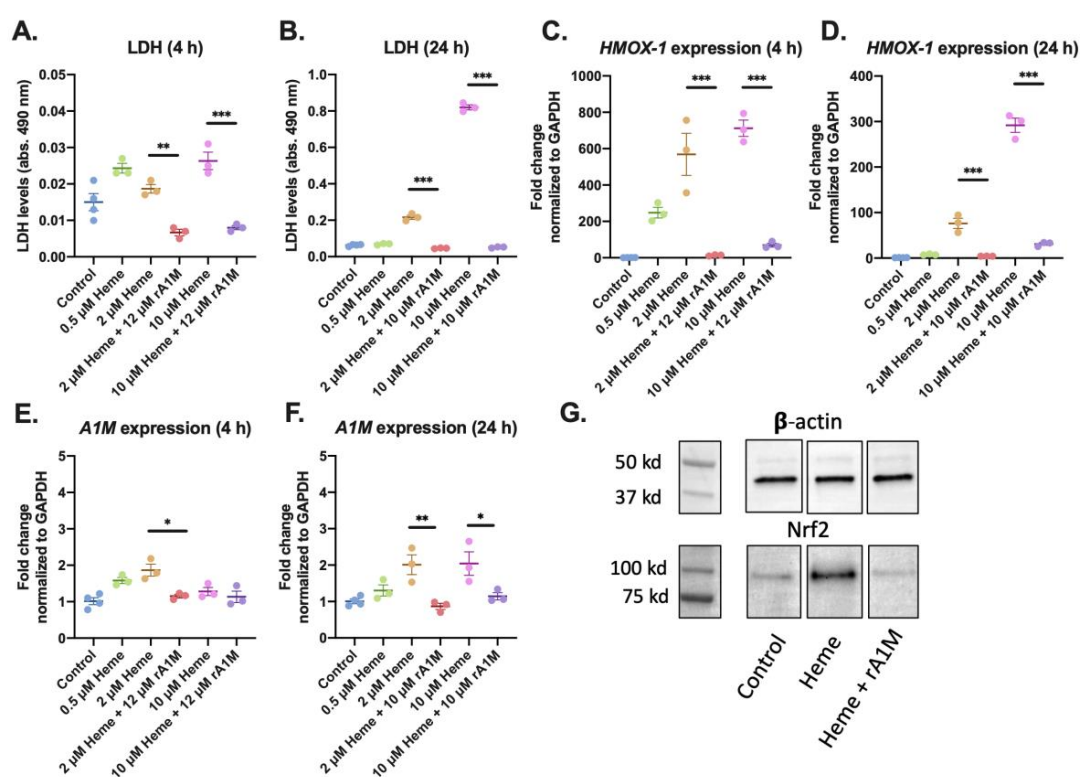 A.
LDH (4 h)
LDH levels (abs. 490 nm)
0.05
0.04
0.03
0.02
0.01
0.00
**
***
Control
0.5 µM Heme
2 µM Heme
2 µM Heme + 12 µM rA1M
10 µM Heme
10 µM Heme + 12 µM rA1M
B.
LDH (24 h)
LDH levels (abs. 490 nm)
1.0
0.8
0.6
0.4
0.2
0.0
***
***
Control
0.5 µM Heme
2 µM Heme
2 µM Heme + 10 µM rA1M
10 µM Heme
10 µM Heme + 10 µM rA1M
C.
HMOX-1 expression (4 h)
Fold change
normalized to GAPDH
1000
800
600
400
200
0
***
***
Control
0.5 µM Heme
2 µM Heme
2 µM Heme + 12 µM rA1M
10 µM Heme
10 µM Heme + 12 µM rA1M
D.
HMOX-1 expression (24 h)
Fold change
normalized to GAPDH
400
300
200
100
0
***
***
Control
0.5 µM Heme
2 µM Heme
2 µM Heme + 10 µM rA1M
10 µM Heme
10 µM Heme + 10 µM rA1M
E.
A1M expression (4 h)
Fold change
normalized to GAPDH
5
4
3
2
1
0
*
Control
0.5 µM Heme
2 µM Heme
2 µM Heme + 12 µM rA1M
10 µM Heme
10 µM Heme + 12 µM rA1M
F.
A1M expression (24 h)
Fold change
normalized to GAPDH
5
4
3
2
1
0
**
*
Control
0.5 µM Heme
2 µM Heme
2 µM Heme + 10 µM rA1M
10 µM Heme
10 µM Heme + 10 µM rA1M
G.
β-actin
50 kd
37 kd
Nrf2
100 kd
75 kd
Control
Heme
Heme + rA1M